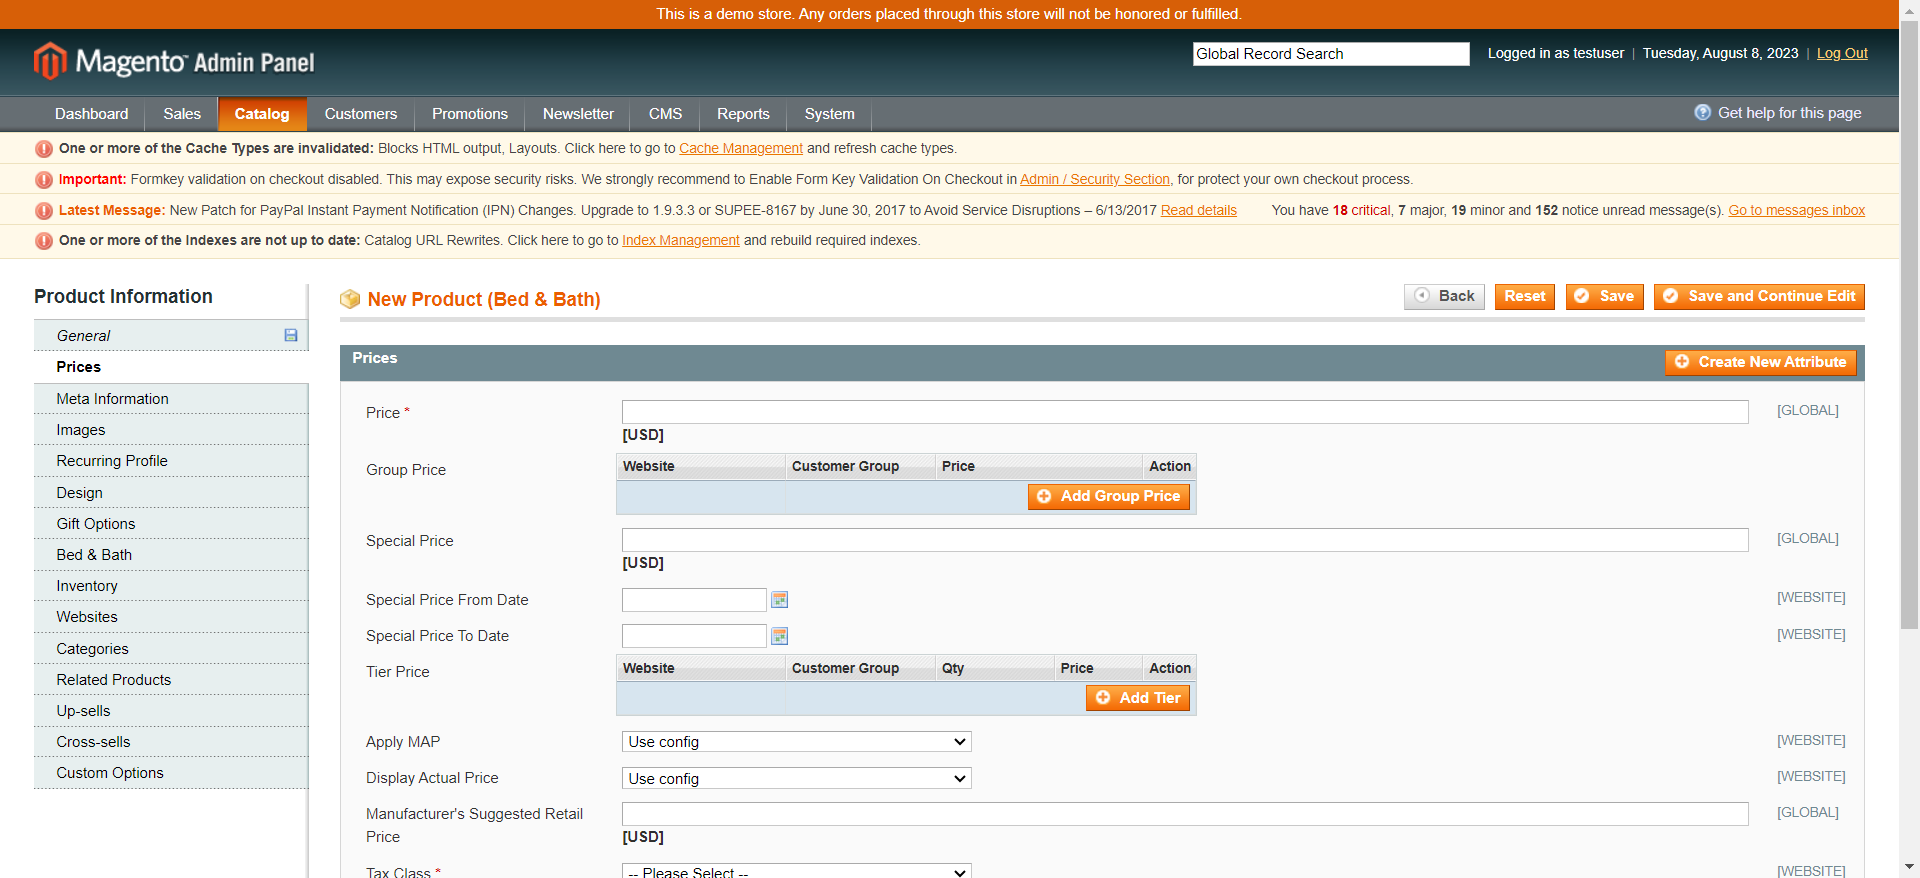 This is a demo store. Any orders placed through this store will not be honored or fulfilled.
Magento Admin Panel
Global Record Search
Logged in as testuser | Tuesday, August 8, 2023 | Log Out
Dashboard Sales Catalog Customers Promotions Newsletter CMS Reports System
Get help for this page
One or more of the Cache Types are invalidated: Blocks HTML output, Layouts. Click here to go to Cache Management and refresh cache types.
Important: Formkey validation on checkout disabled. This may expose security risks. We strongly recommend to Enable Form Key Validation On Checkout in Admin / Security Section, for protect your own checkout process.
Latest Message: New Patch for PayPal Instant Payment Notification (IPN) Changes. Upgrade to 1.9.3.3 or SUPEE-8167 by June 30, 2017 to Avoid Service Disruptions – 6/13/2017 Read details You have 18 critical, 7 major, 19 minor and 152 notice unread message(s). Go to messages inbox
One or more of the Indexes are not up to date: Catalog URL Rewrites. Click here to go to Index Management and rebuild required indexes.
Product Information
General
Prices
Meta Information
Images
Recurring Profile
Design
Gift Options
Bed & Bath
Inventory
Websites
Categories
Related Products
Up-sells
Cross-sells
Custom Options
New Product (Bed & Bath)
Back Reset Save Save and Continue Edit
Prices
Create New Attribute
Price * [GLOBAL]
[USD]
Group Price
Website Customer Group Price Action
Add Group Price
Special Price [GLOBAL]
[USD]
Special Price From Date [WEBSITE]
Special Price To Date [WEBSITE]
Tier Price
Website Customer Group Qty Price Action
Add Tier
Apply MAP Use config [WEBSITE]
Display Actual Price Use config [WEBSITE]
Manufacturer's Suggested Retail Price [GLOBAL]
[USD]
Tax Class * -- Please Select -- [WEBSITE]